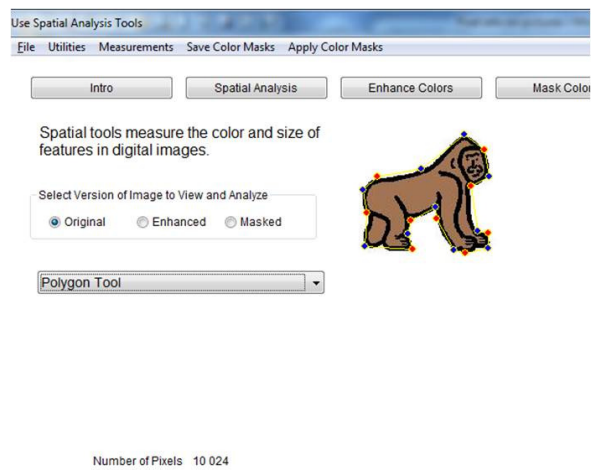 Use Spatial Analysis Tools
File Utilities Measurements Save Color Masks Apply Color Masks
Intro Spatial Analysis Enhance Colors Mask Colo
Spatial tools measure the color and size of
features in digital images.
Select Version of Image to View and Analyze
Original Enhanced Masked
Polygon Tool
Number of Pixels 10 024